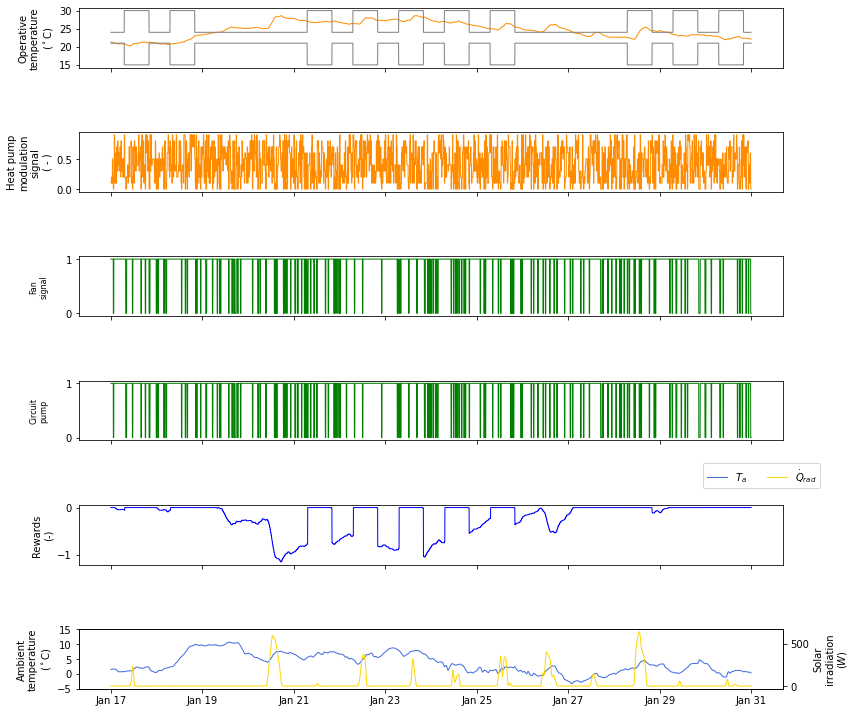 Operative
temperature
(°C)
30
25
20
15
Heat pump
modulation
signal
( - )
0.5
0.0
Fan
signal
1
0
Circuit
pump
1
0
T_a
Q̇_rad
Rewards
(-)
0
−1
Ambient
temperature
(°C)
15
10
5
0
−5
500
0
Solar
irradiation
(W)
Jan 17 Jan 19 Jan 21 Jan 23 Jan 25 Jan 27 Jan 29 Jan 31